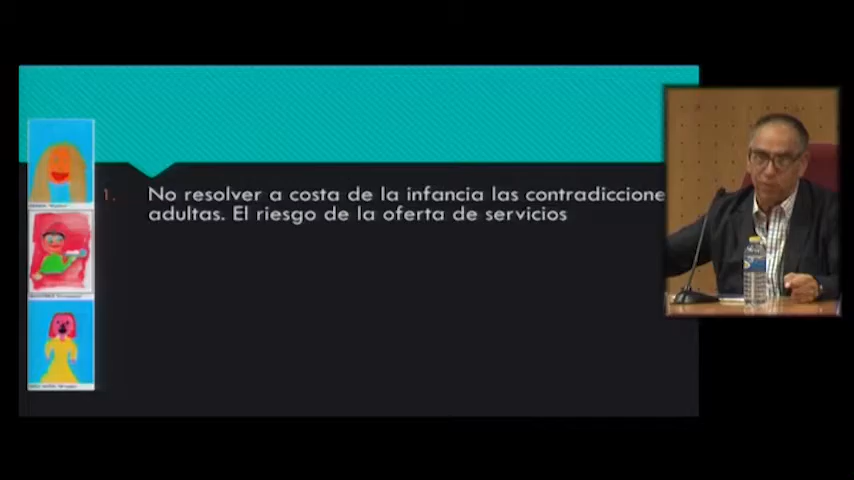 1. No resolver a costa de la infancia las contradiccione
adultas. El riesgo de la oferta de servicios